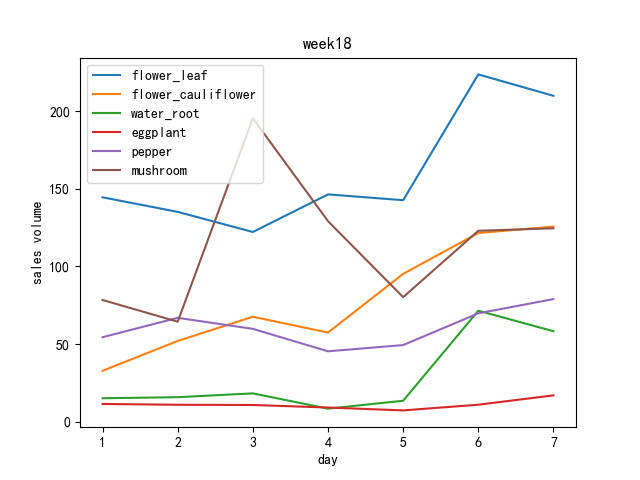 week18
flower_leaf
flower_cauliflower
water_root
eggplant
pepper
mushroom
sales volume
200
150
100
50
0
1 2 3 4 5 6 7
day